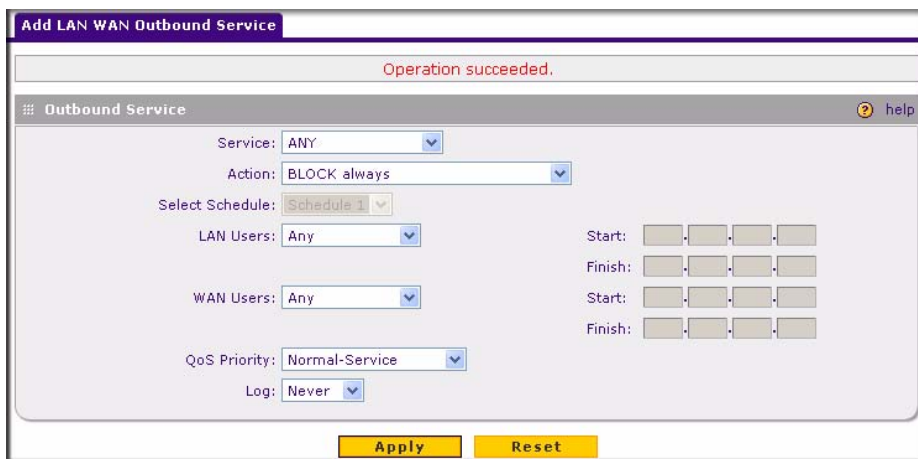 Add LAN WAN Outbound Service
Operation succeeded.
Outbound Service
? help
Service: ANY
Action: BLOCK always
Select Schedule: Schedule 1
LAN Users: Any Start:
Finish:
WAN Users: Any Start:
Finish:
QoS Priority: Normal-Service
Log: Never
Apply Reset